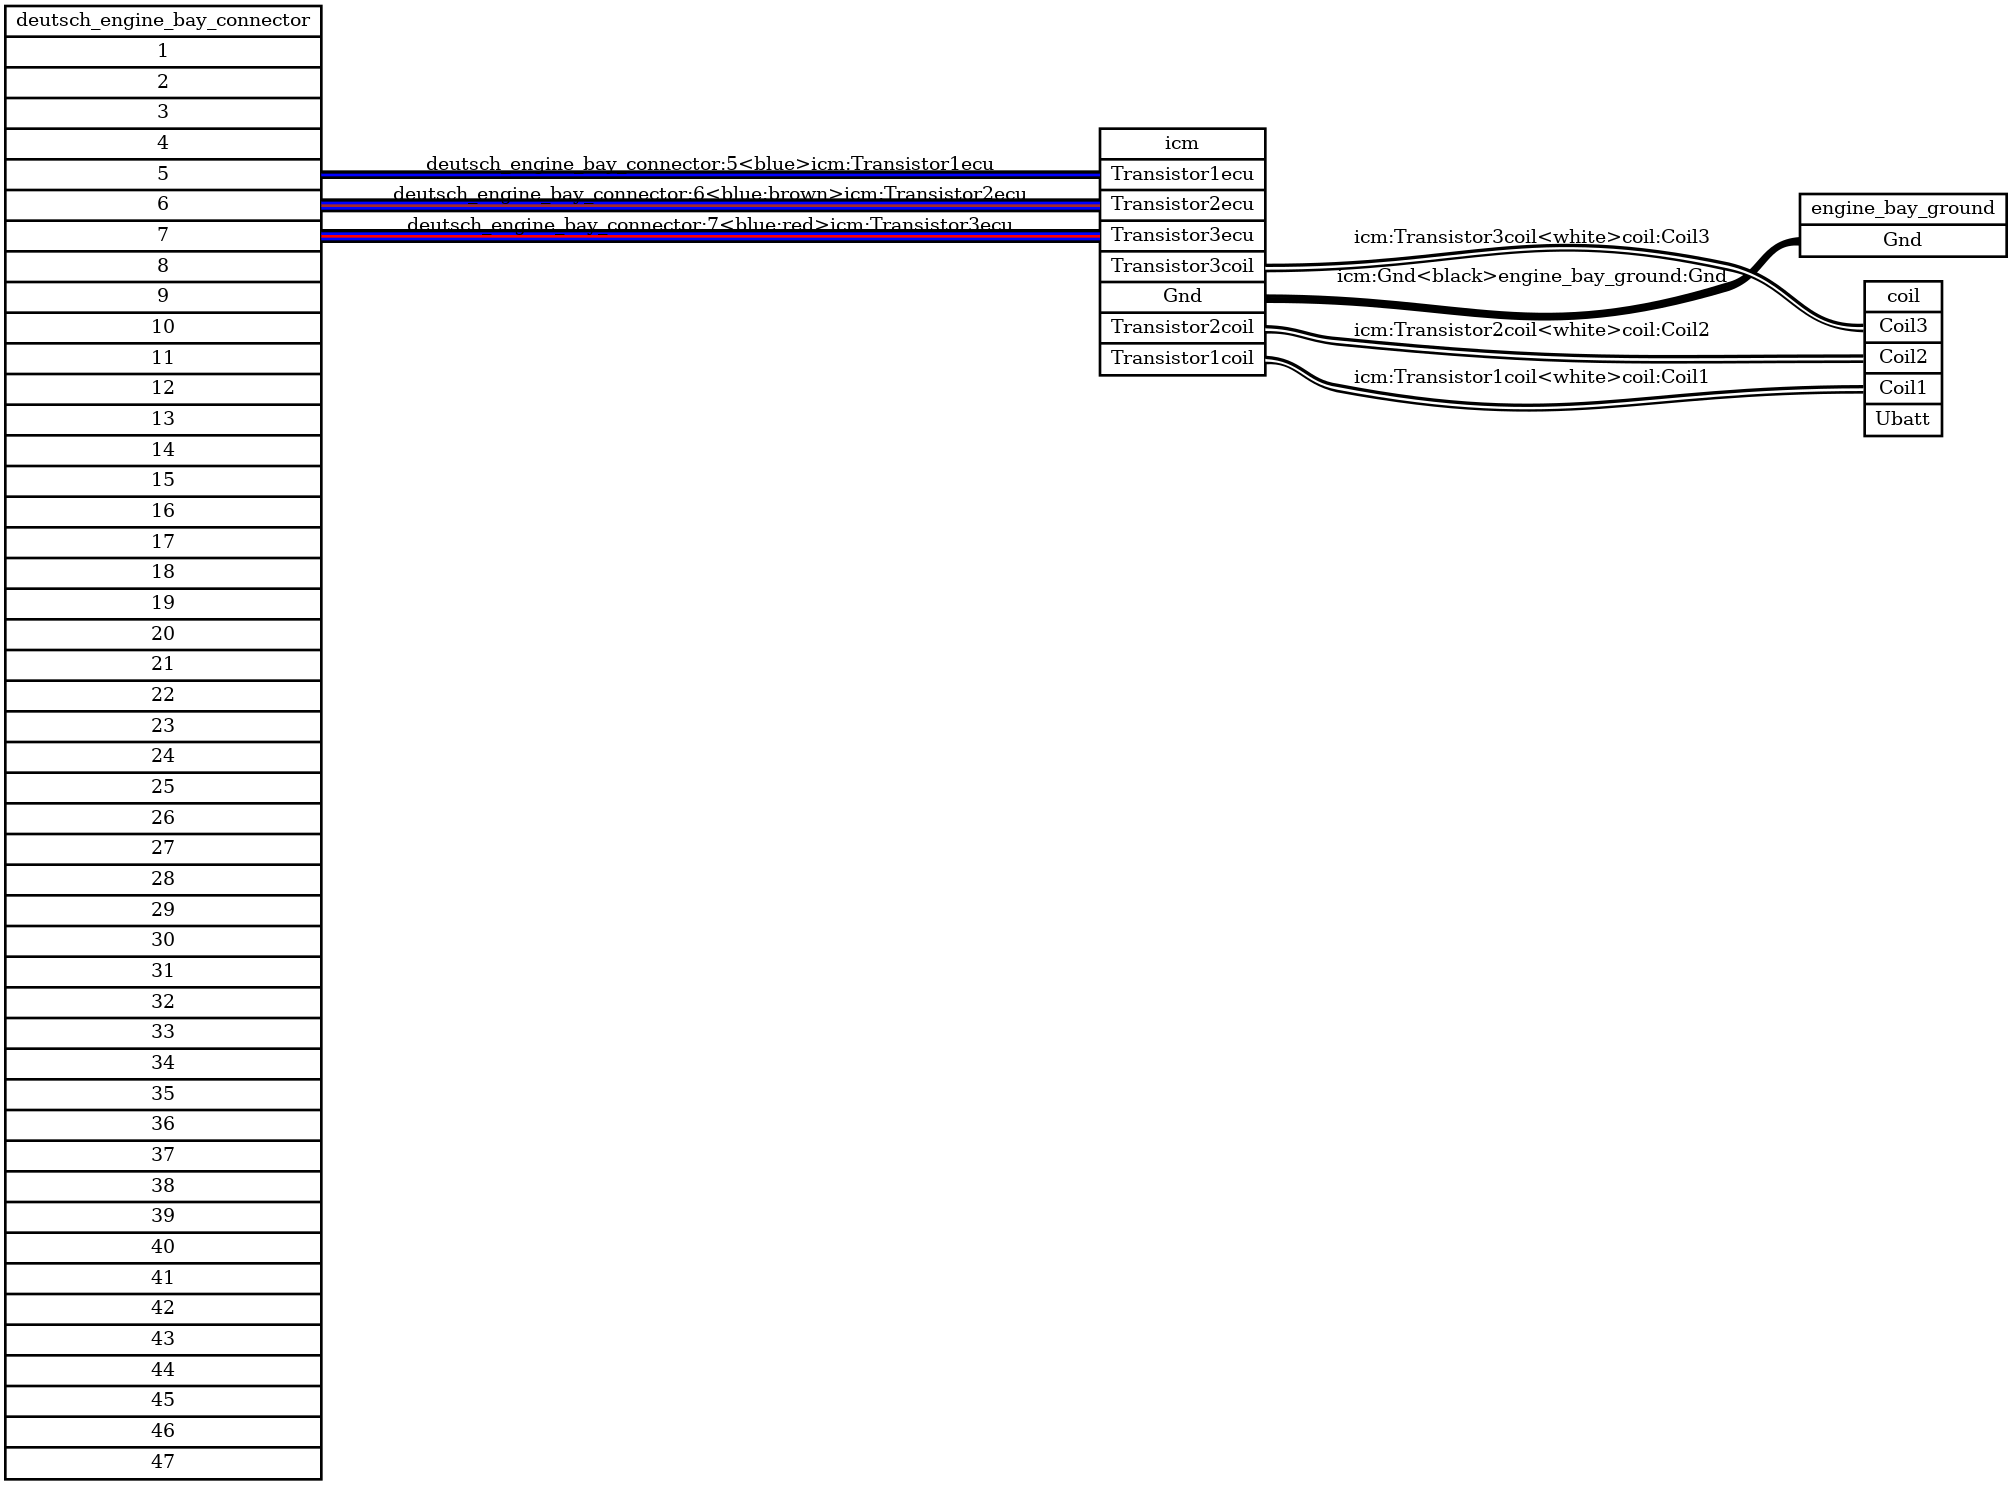 deutsch_engine_bay_connector
1
2
3
4
5
6
7
8
9
10
11
12
13
14
15
16
17
18
19
20
21
22
23
24
25
26
27
28
29
30
31
32
33
34
35
36
37
38
39
40
41
42
43
44
45
46
47
deutsch_engine_bay_connector:5<blue>icm:Transistor1ecu
deutsch_engine_bay_connector:6<blue:brown>icm:Transistor2ecu
deutsch_engine_bay_connector:7<blue:red>icm:Transistor3ecu
icm
Transistor1ecu
Transistor2ecu
Transistor3ecu
Transistor3coil
Gnd
Transistor2coil
Transistor1coil
icm:Transistor3coil<white>coil:Coil3
icm:Gnd<black>engine_bay_ground:Gnd
icm:Transistor2coil<white>coil:Coil2
icm:Transistor1coil<white>coil:Coil1
engine_bay_ground
Gnd
coil
Coil3
Coil2
Coil1
Ubatt